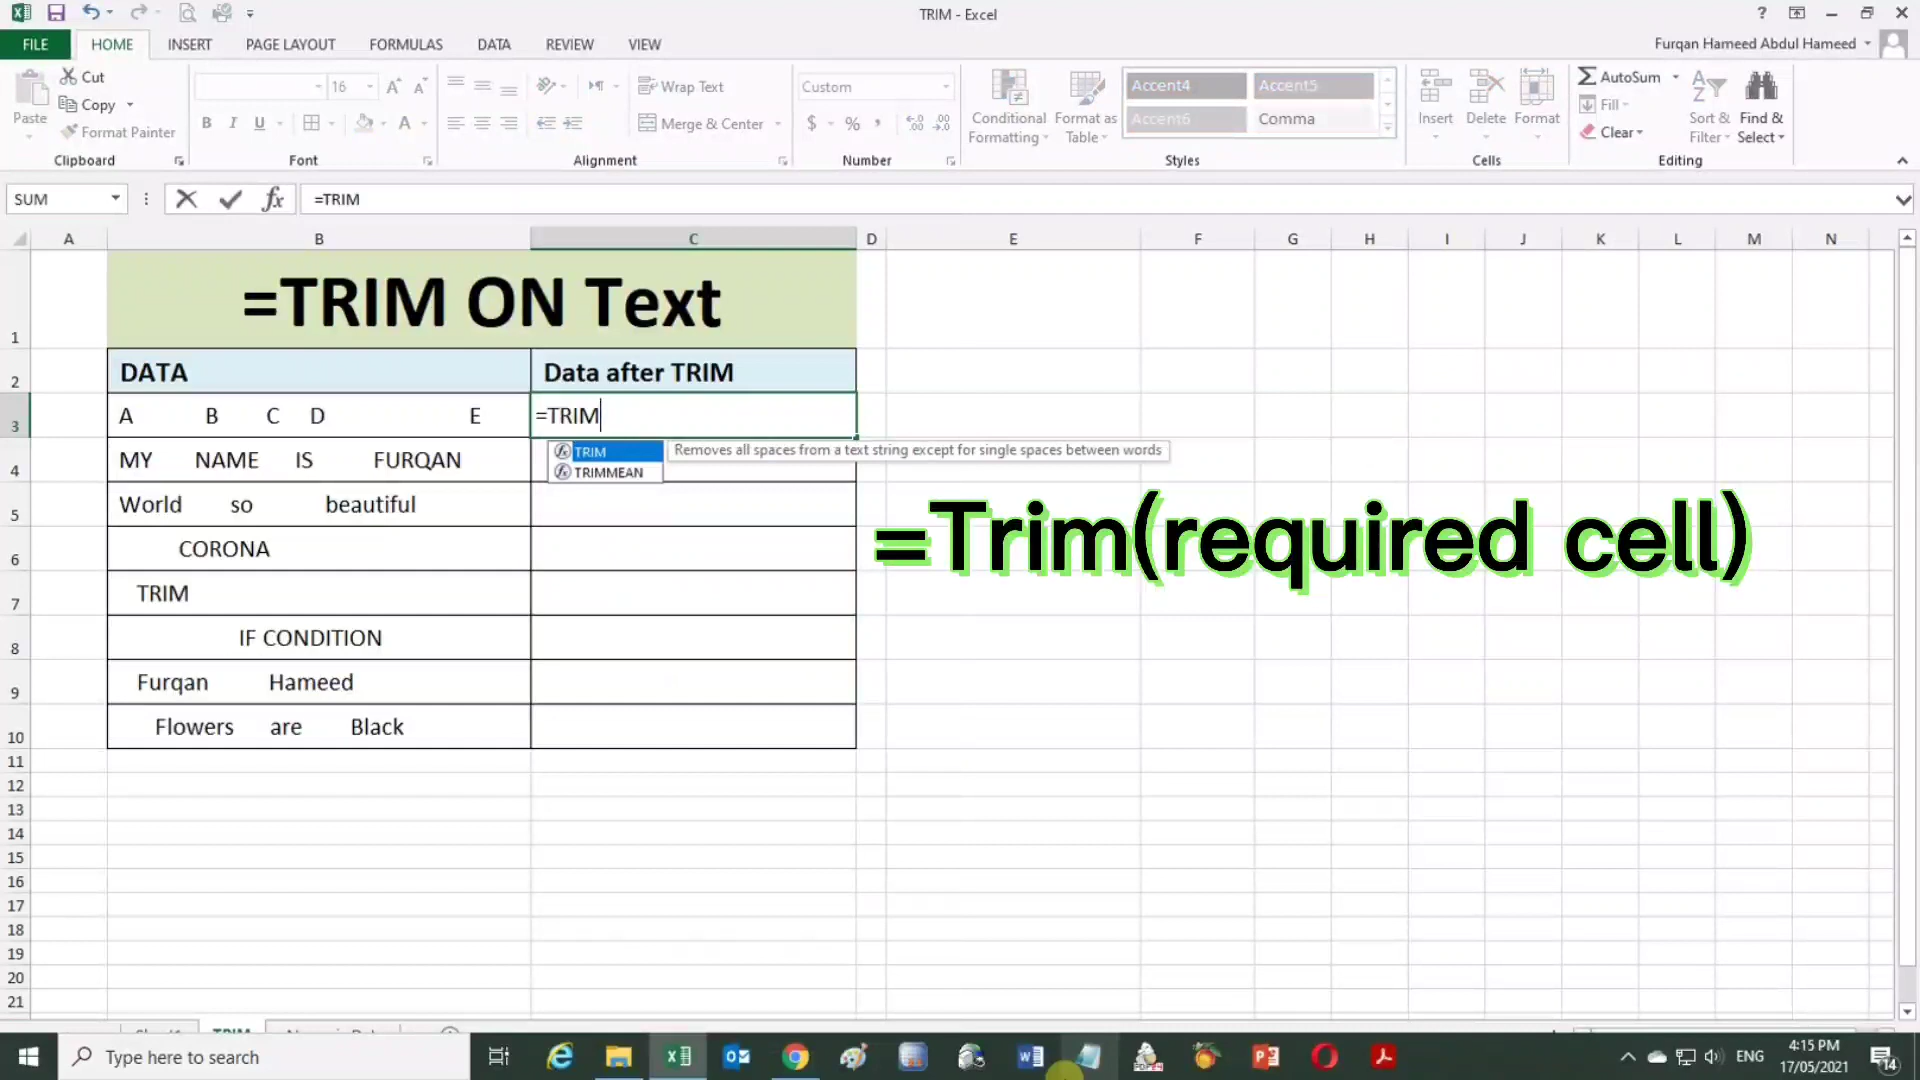 TRIM - Excel
?
FILE HOME INSERT PAGE LAYOUT FORMULAS DATA REVIEW VIEW
Furqan Hameed Abdul Hameed
Paste
Cut
Copy
Format Painter
Clipboard
16
A A
B I U A
Font
Wrap Text
Merge & Center
Alignment
Custom
$ % ,
Number
Conditional Formatting
Format as Table
Accent4 Accent5
Accent6 Comma
Styles
Insert Delete Format
Cells
AutoSum
Fill
Clear
Sort & Filter
Find & Select
Editing
SUM fx =TRIM
A B C D E F G H I J K L M N
1 =TRIM ON Text
2 DATA Data after TRIM
3 A B C D E =TRIM
TRIM Removes all spaces from a text string except for single spaces between words
TRIMMEAN
4 MY NAME IS FURQAN
=Trim(required cell)
5 World so beautiful
6 CORONA
7 TRIM
8 IF CONDITION
9 Furqan Hameed
10 Flowers are Black
11
12
13
14
15
16
17
18
19
20
21
TRIM
Type here to search
ENG
4:15 PM
17/05/2021
14